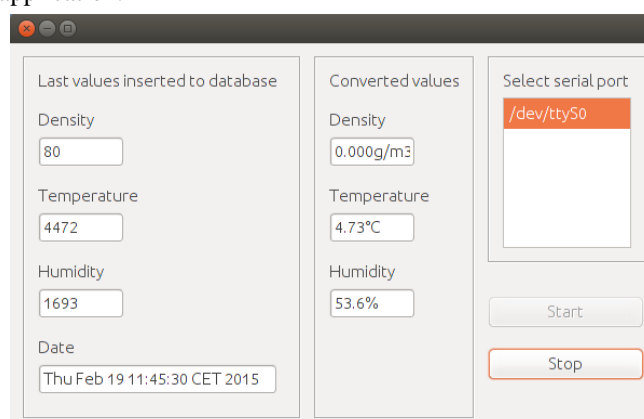 Last values inserted to database
Density
80
Temperature
4472
Humidity
1693
Date
Thu Feb 19 11:45:30 CET 2015
Converted values
Density
0.000g/m3
Temperature
4.73°C
Humidity
53.6%
Select serial port
/dev/ttyS0
Start
Stop